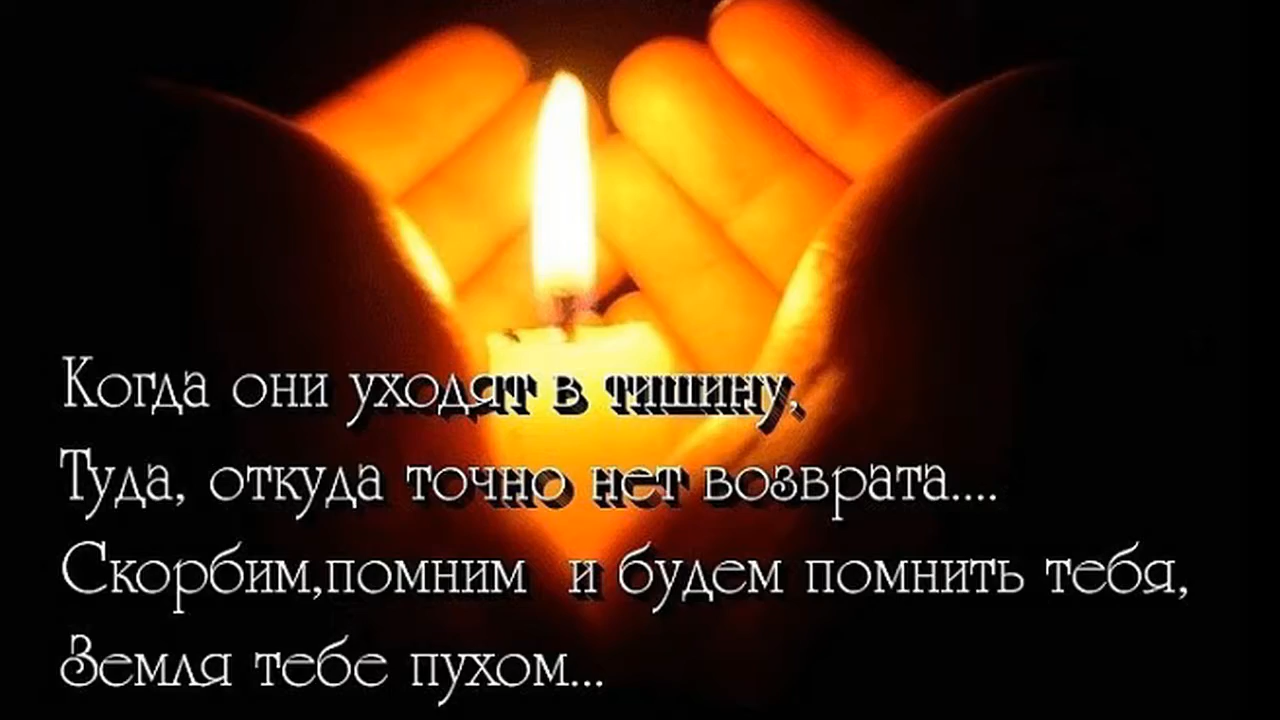 Когда они уходят в тишину,
Туда, откуда точно нет возврата....
Скорбим,помним и будем помнить тебя,
Земля тебе пухом...